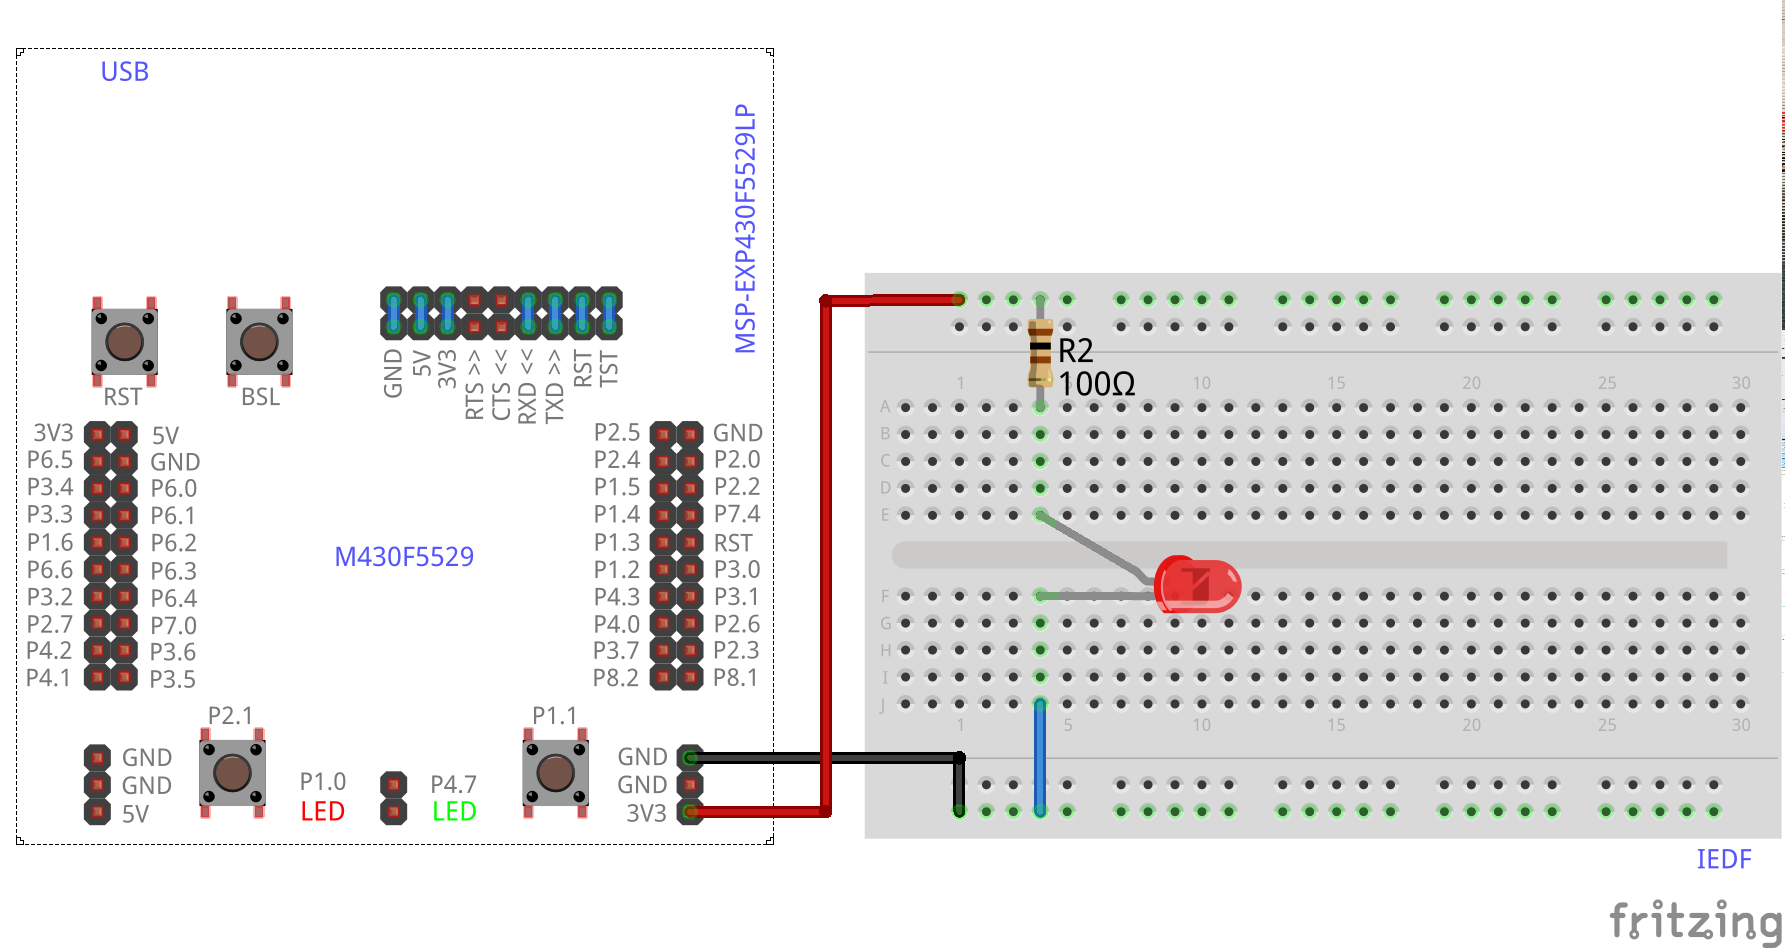 USB
MSP-EXP430F5529LP
RST
BSL
GND
5V
3V3
RTS >>
CTS <<
RXD <<
TXD >>
RST
TST
3V3 5V
P6.5 GND
P3.4 P6.0
P3.3 P6.1
P1.6 P6.2
P6.6 P6.3
P3.2 P6.4
P2.7 P7.0
P4.2 P3.6
P4.1 P3.5
M430F5529
P2.5 GND
P2.4 P2.0
P1.5 P2.2
P1.4 P7.4
P1.3 RST
P1.2 P3.0
P4.3 P3.1
P4.0 P2.6
P3.7 P2.3
P8.2 P8.1
P2.1
P1.1
GND
GND
5V
P1.0
LED
P4.7
LED
GND
GND
3V3
R2
100Ω
1 5 10 15 20 25 30
A
B
C
D
E
F
G
H
I
J
1 5 10 15 20 25 30
IEDF
fritzing